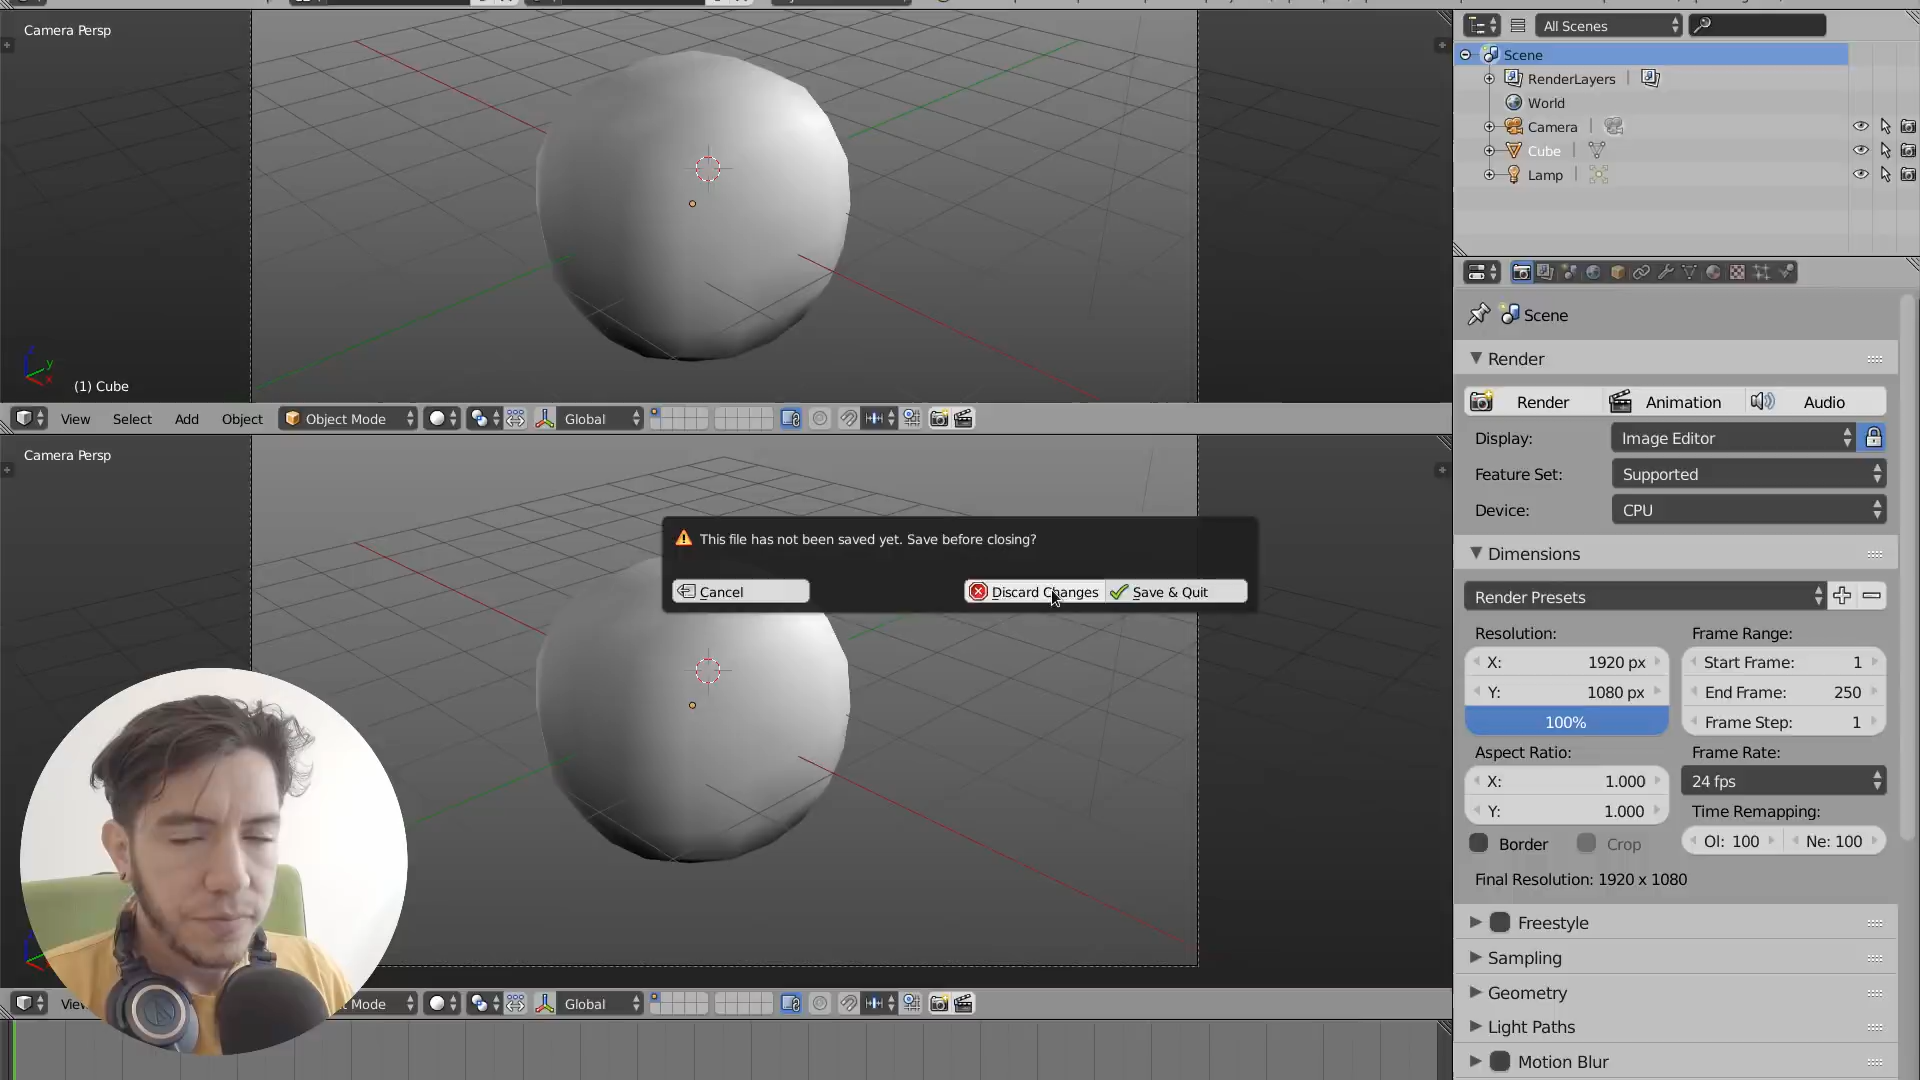 Camera Persp
(1) Cube
View Select Add Object Object Mode Global
Camera Persp
This file has not been saved yet. Save before closing?
Cancel Discard Changes Save & Quit
Mode Global
All Scenes
Scene
RenderLayers
World
Camera
Cube
Lamp
Scene
Render
Render Animation Audio
Display: Image Editor
Feature Set: Supported
Device: CPU
Dimensions
Render Presets
Resolution: Frame Range:
X: 1920 px Start Frame: 1
Y: 1080 px End Frame: 250
100% Frame Step: 1
Aspect Ratio: Frame Rate:
X: 1.000 24 fps
Y: 1.000 Time Remapping:
Border Crop Ol: 100 Ne: 100
Final Resolution: 1920 x 1080
Freestyle
Sampling
Geometry
Light Paths
Motion Blur